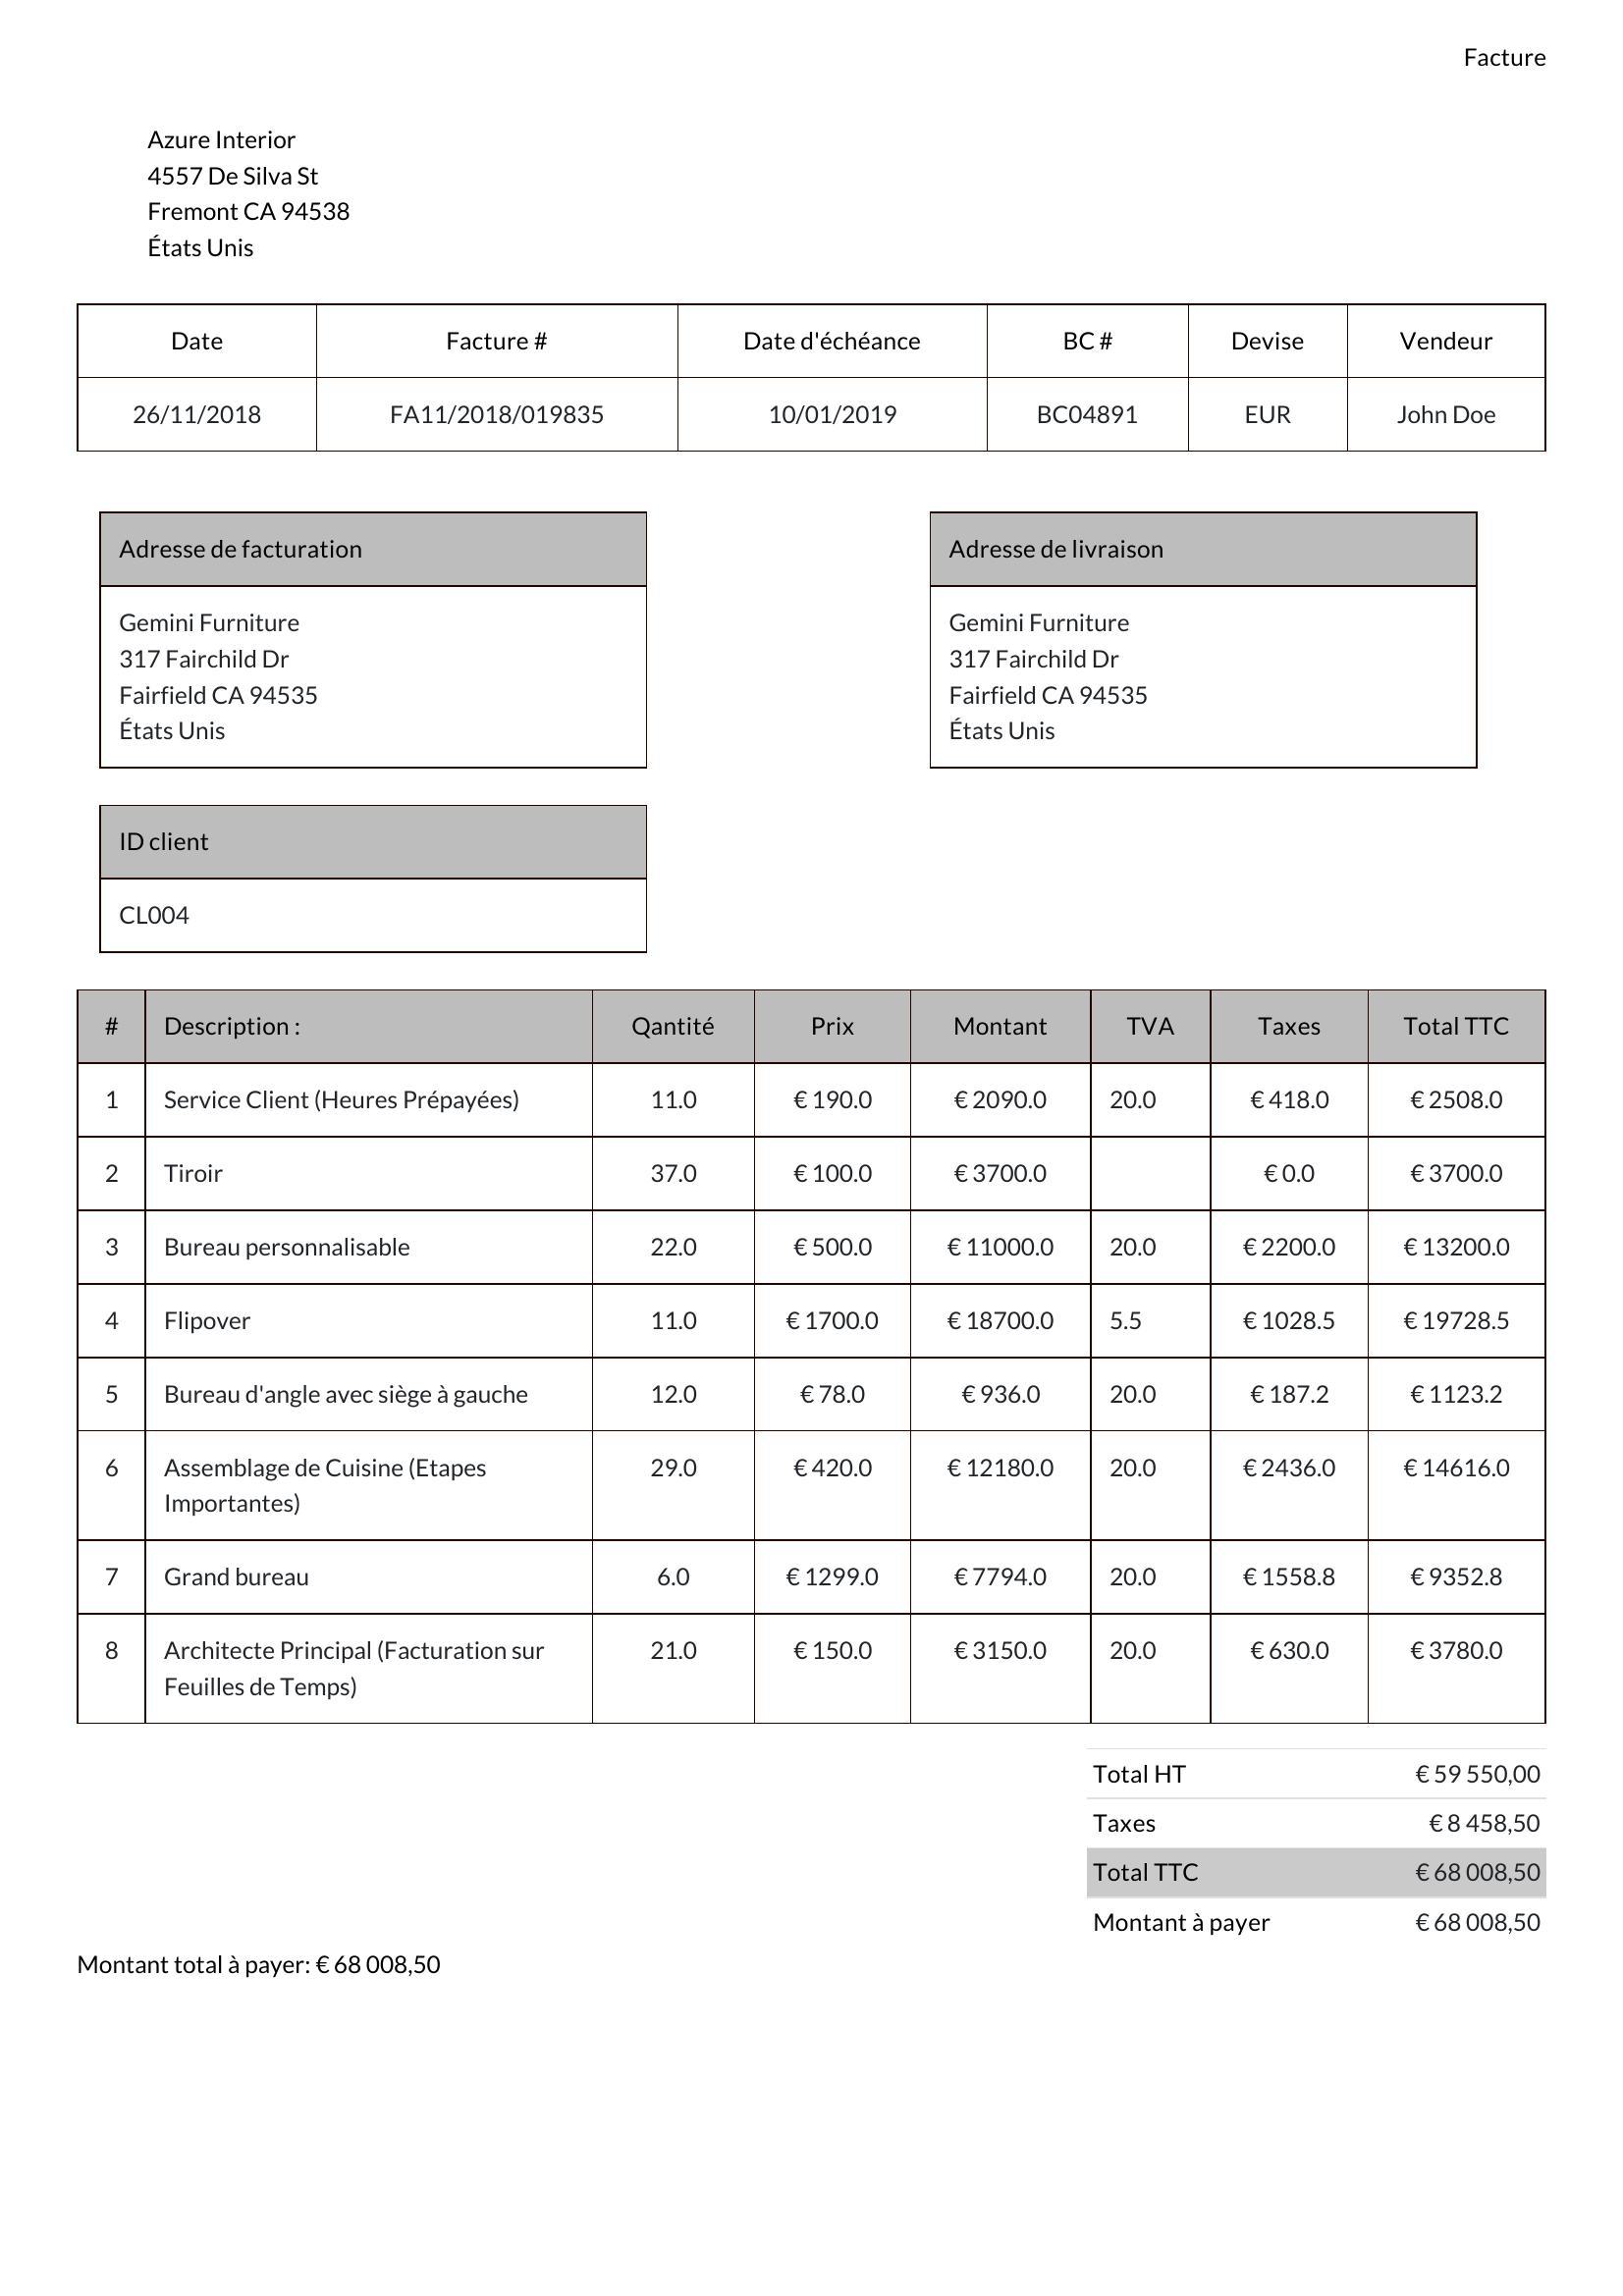 Facture
Azure Interior
4557 De Silva St
Fremont CA 94538
États Unis
Date Facture # Date d'échéance BC # Devise Vendeur
26/11/2018 FA11/2018/019835 10/01/2019 BC04891 EUR John Doe
Adresse de facturation
Gemini Furniture
317 Fairchild Dr
Fairfield CA 94535
États Unis
Adresse de livraison
Gemini Furniture
317 Fairchild Dr
Fairfield CA 94535
États Unis
ID client
CL004
# Description : Qantité Prix Montant TVA Taxes Total TTC
1 Service Client (Heures Prépayées) 11.0 € 190.0 € 2090.0 20.0 € 418.0 € 2508.0
2 Tiroir 37.0 € 100.0 € 3700.0 € 0.0 € 3700.0
3 Bureau personnalisable 22.0 € 500.0 € 11000.0 20.0 € 2200.0 € 13200.0
4 Flipover 11.0 € 1700.0 € 18700.0 5.5 € 1028.5 € 19728.5
5 Bureau d'angle avec siège à gauche 12.0 € 78.0 € 936.0 20.0 € 187.2 € 1123.2
6 Assemblage de Cuisine (Etapes 29.0 € 420.0 € 12180.0 20.0 € 2436.0 € 14616.0
Importantes)
7 Grand bureau 6.0 € 1299.0 € 7794.0 20.0 € 1558.8 € 9352.8
8 Architecte Principal (Facturation sur 21.0 € 150.0 € 3150.0 20.0 € 630.0 € 3780.0
Feuilles de Temps)
Total HT € 59 550,00
Taxes € 8 458,50
Total TTC € 68 008,50
Montant à payer € 68 008,50
Montant total à payer: € 68 008,50